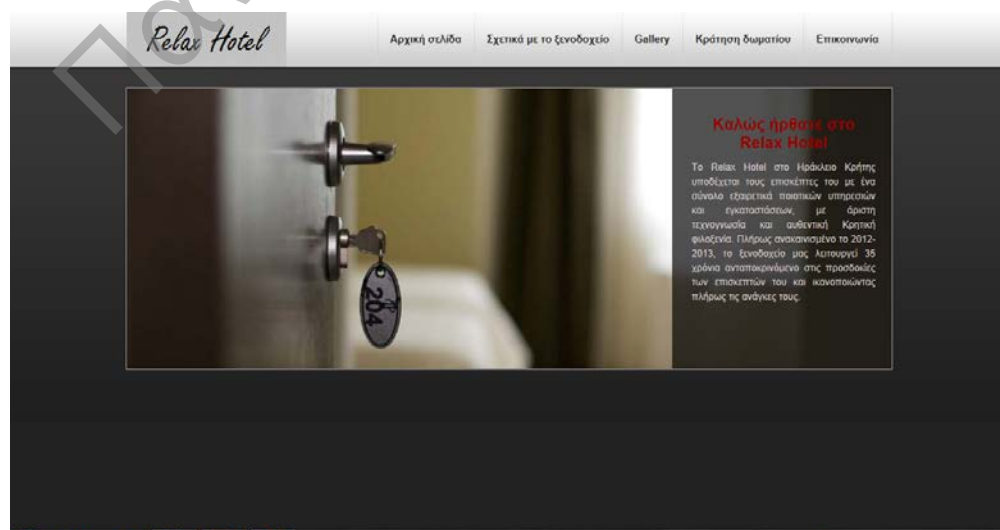 Relax Hotel
Αρχική σελίδα Σχετικά με το ξενοδοχείο Gallery Κράτηση δωματίου Επικοινωνία
Καλώς ήρθατε στο
Relax Hotel
Το Relax Hotel στο Ηράκλειο Κρήτης
υποδέχεται τους επισκέπτες του με ένα
σύνολο εξαιρετικά ποιοτικών υπηρεσιών
και εγκαταστάσεων, με άριστη
τεχνογνωσία και αυθεντική Κρητική
φιλοξενία. Πλήρως ανακαινισμένο το 2012-
2013, το ξενοδοχείο μας λειτουργεί 35
χρόνια ανταποκρινόμενο στις προσδοκίες
των επισκεπτών του και ικανοποιώντας
πλήρως τις ανάγκες τους.
204